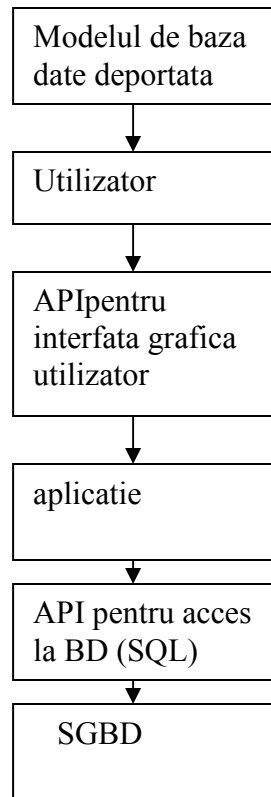 Modelul de baza
date deportata
Utilizator
APIpentru
interfata grafica
utilizator
aplicatie
API pentru acces
la BD (SQL)
SGBD